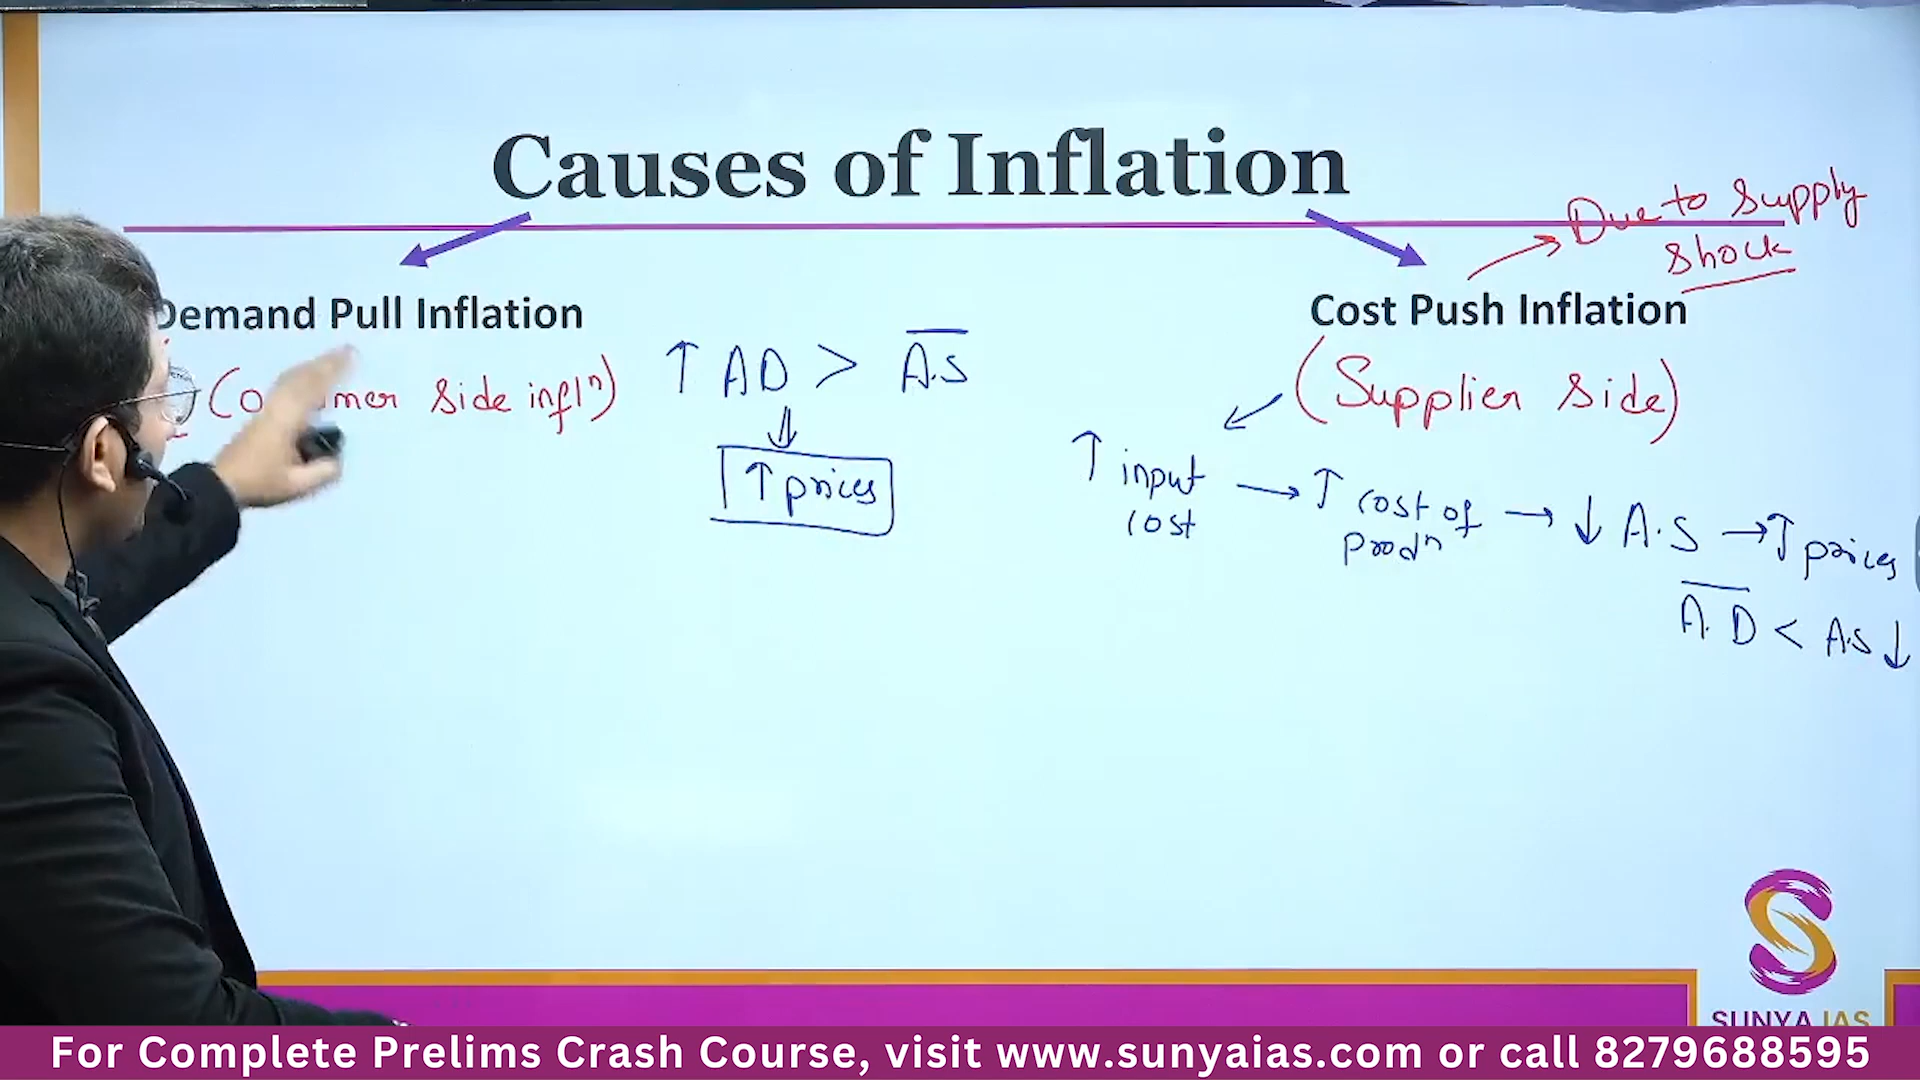 Causes of Inflation
Due to supply
shock
Demand Pull Inflation
Cost Push Inflation
↑ AD > A.S
side inflⁿ)
(Supplier side)
↑ prices
↑ input
cost
→ ↑ cost of
prodⁿ
→ ↓ A.S → ↑ prices
A.D < A.S ↓
SUNYA IAS
For Complete Prelims Crash Course, visit www.sunyaias.com or call 8279688595